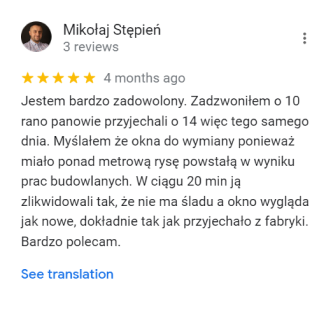 Mikołaj Stępień
3 reviews
4 months ago
Jestem bardzo zadowolony. Zadzwoniłem o 10
rano panowie przyjechali o 14 więc tego samego
dnia. Myślałem że okna do wymiany ponieważ
miało ponad metrową rysę powstałą w wyniku
prac budowlanych. W ciągu 20 min ją
zlikwidowali tak, że nie ma śladu a okno wygląda
jak nowe, dokładnie tak jak przyjechało z fabryki.
Bardzo polecam.
See translation